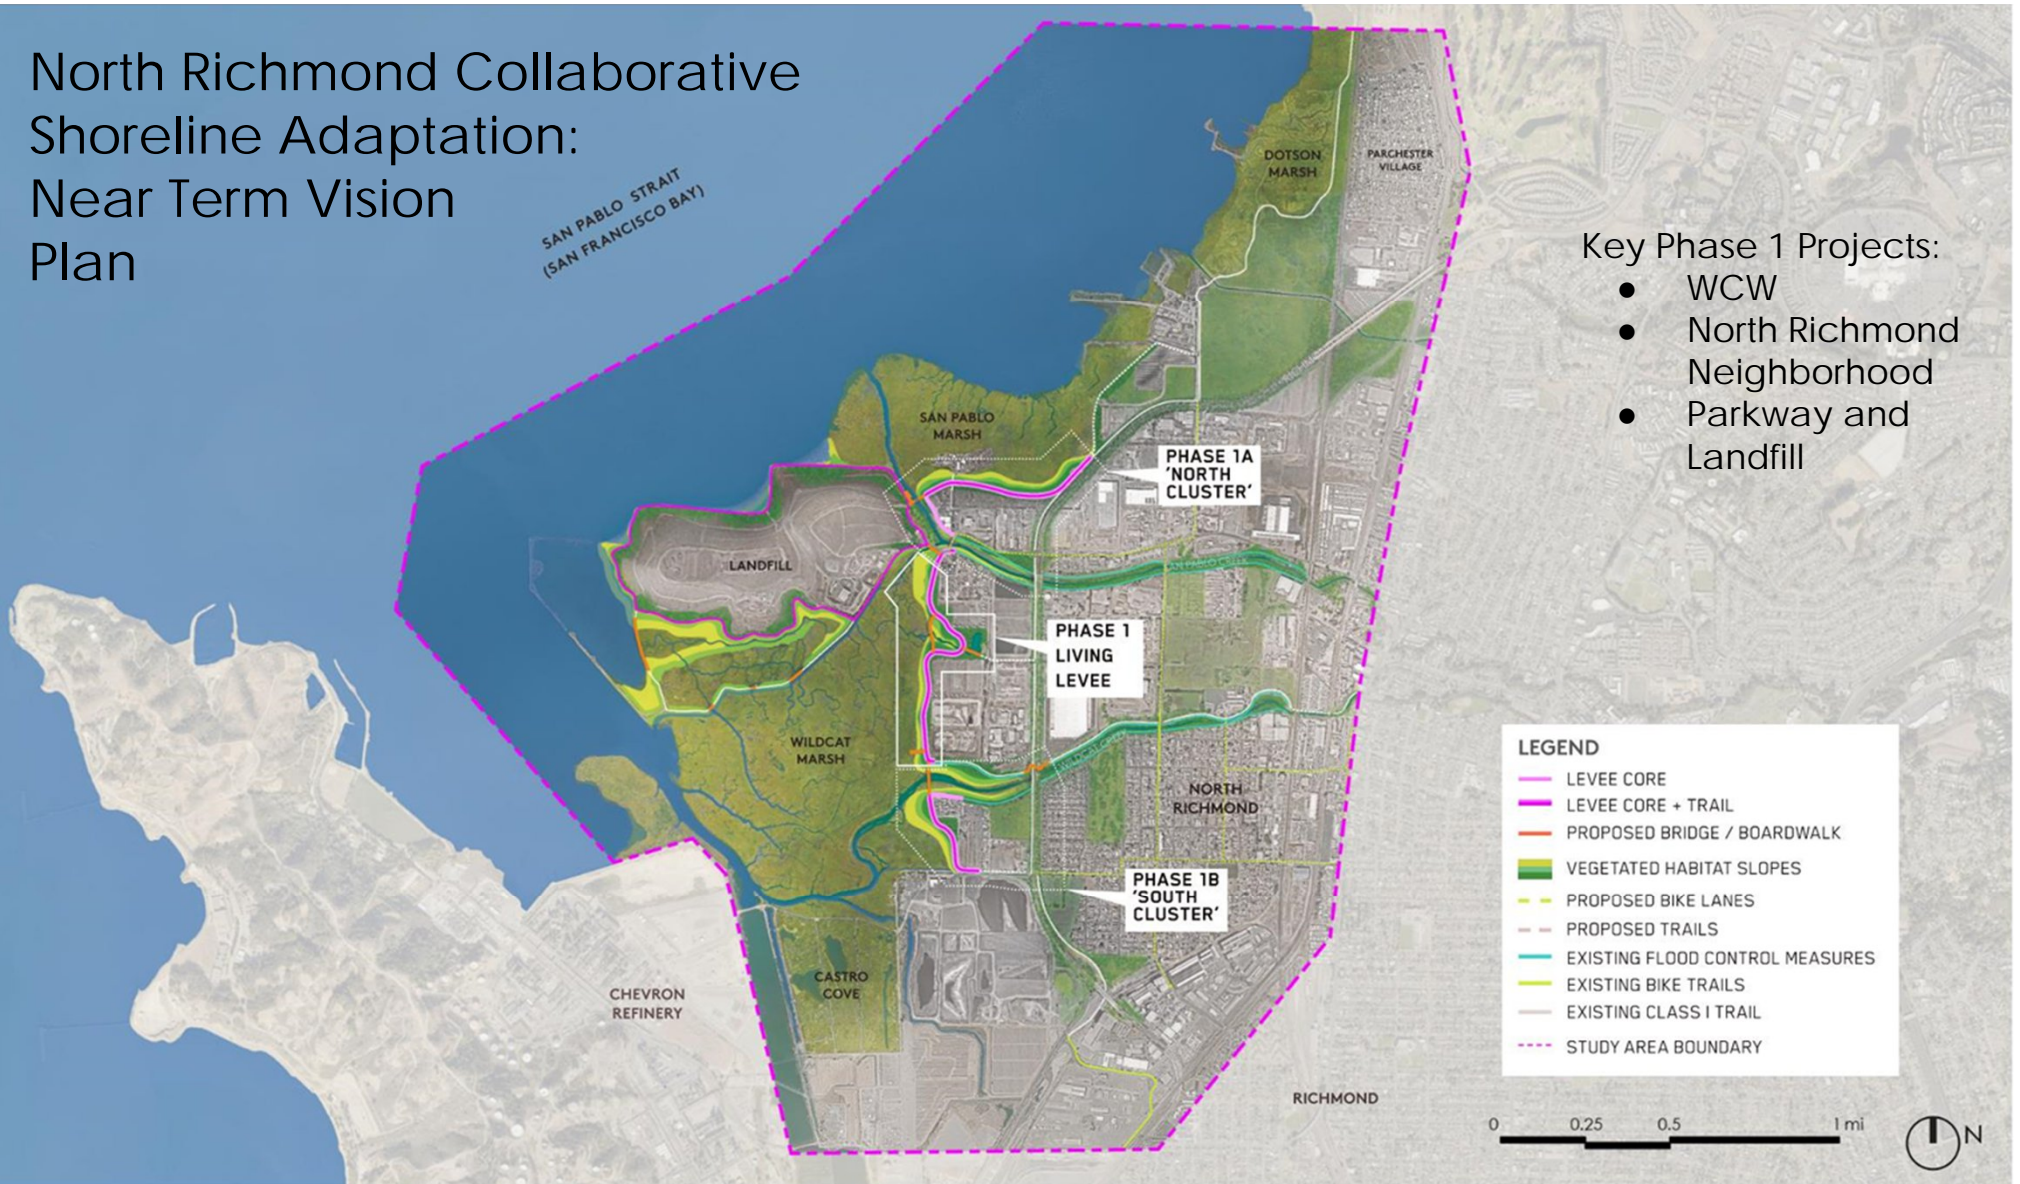 North Richmond Collaborative
Shoreline Adaptation:
Near Term Vision
Plan
SAN PABLO STRAIT
(SAN FRANCISCO BAY)
DOTSON
MARSH
PARCHESTER
VILLAGE
Key Phase 1 Projects:
● WCW
● North Richmond
Neighborhood
● Parkway and
Landfill
SAN PABLO
MARSH
PHASE 1A
'NORTH
CLUSTER'
LANDFILL
PHASE 1
LIVING
LEVEE
WILDCAT
MARSH
WILDCAT CREEK
NORTH
RICHMOND
PHASE 1B
'SOUTH
CLUSTER'
CASTRO
COVE
CHEVRON
REFINERY
RICHMOND
LEGEND
LEVEE CORE
LEVEE CORE + TRAIL
PROPOSED BRIDGE / BOARDWALK
VEGETATED HABITAT SLOPES
PROPOSED BIKE LANES
PROPOSED TRAILS
EXISTING FLOOD CONTROL MEASURES
EXISTING BIKE TRAILS
EXISTING CLASS I TRAIL
STUDY AREA BOUNDARY
0 0.25 0.5 1 mi
N